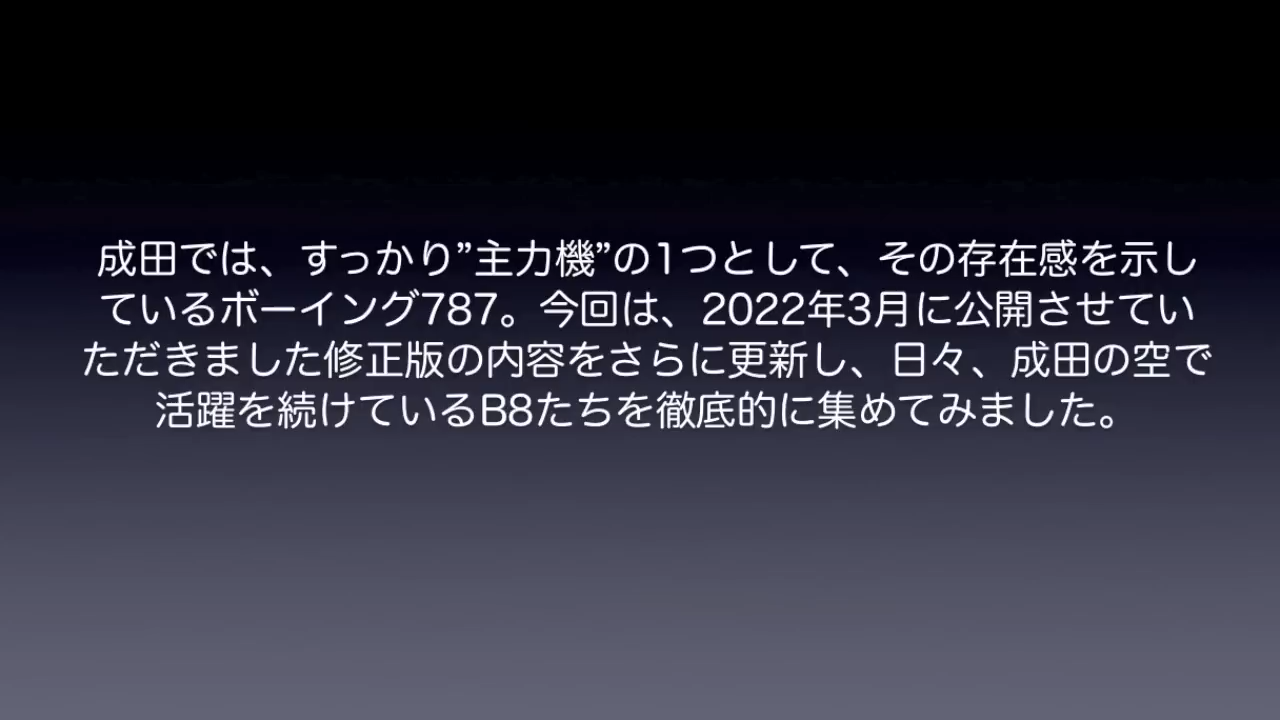 成田では、すっかり”主力機”の1つとして、その存在感を示し
ているボーイング787。今回は、2022年3月に公開させてい
ただきました修正版の内容をさらに更新し、日々、成田の空で
活躍を続けているB8たちを徹底的に集めてみました。